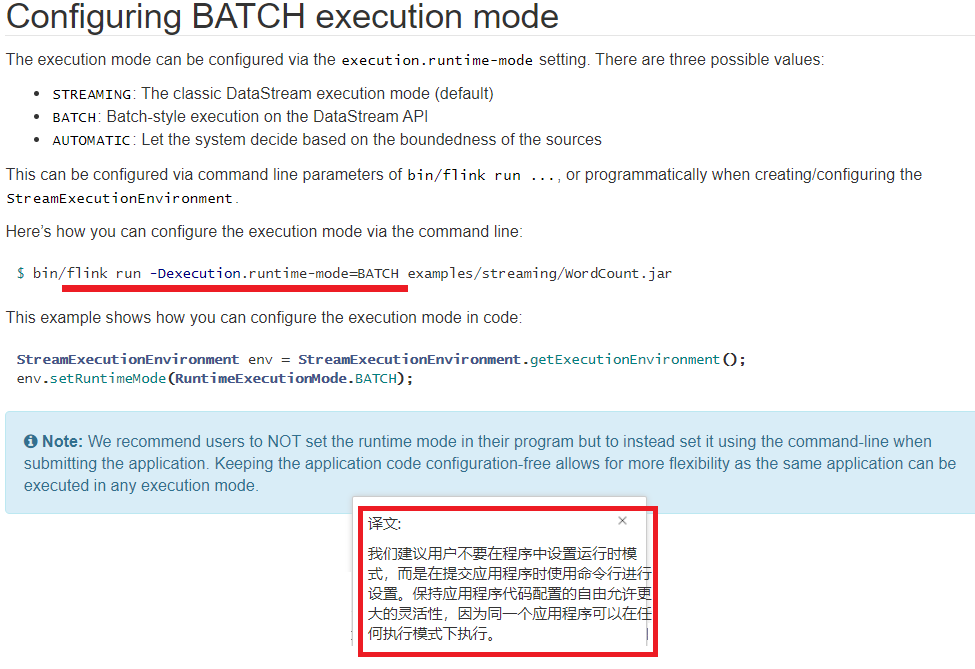 Configuring BATCH execution mode
The execution mode can be configured via the execution.runtime-mode setting. There are three possible values:
• STREAMING: The classic DataStream execution mode (default)
• BATCH: Batch-style execution on the DataStream API
• AUTOMATIC: Let the system decide based on the boundedness of the sources
This can be configured via command line parameters of bin/flink run ..., or programmatically when creating/configuring the
StreamExecutionEnvironment.
Here's how you can configure the execution mode via the command line:
$ bin/flink run -Dexecution.runtime-mode=BATCH examples/streaming/WordCount.jar
This example shows how you can configure the execution mode in code:
StreamExecutionEnvironment env = StreamExecutionEnvironment.getExecutionEnvironment();
env.setRuntimeMode(RuntimeExecutionMode.BATCH);
Note: We recommend users to NOT set the runtime mode in their program but to instead set it using the command-line when
submitting the application. Keeping the application code configuration-free allows for more flexibility as the same application can be
executed in any execution mode.
译文: ×
我们建议用户不要在程序中设置运行时模
式，而是在提交应用程序时使用命令行进行
设置。保持应用程序代码配置的自由允许更
大的灵活性，因为同一个应用程序可以在任
何执行模式下执行。